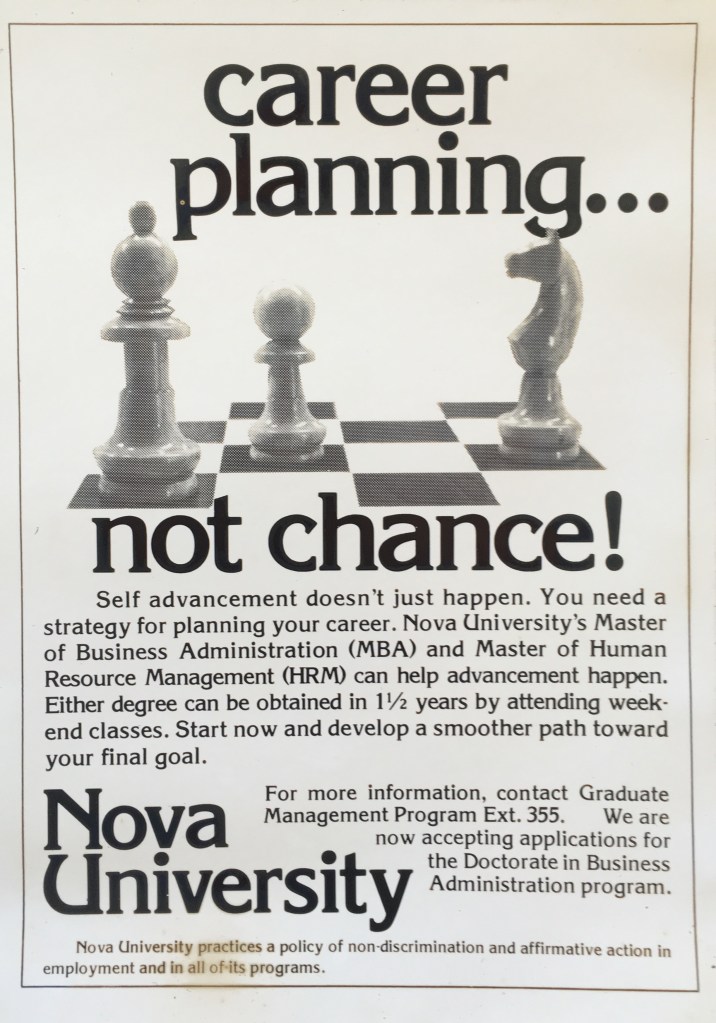 career
planning...
not chance!
Self advancement doesn't just happen. You need a
strategy for planning your career. Nova University's Master
of Business Administration (MBA) and Master of Human
Resource Management (HRM) can help advancement happen.
Either degree can be obtained in 1½ years by attending week-
end classes. Start now and develop a smoother path toward
your final goal.
Nova
University
For more information, contact Graduate
Management Program Ext. 355. We are
now accepting applications for
the Doctorate in Business
Administration program.
Nova University practices a policy of non-discrimination and affirmative action in
employment and in all of its programs.